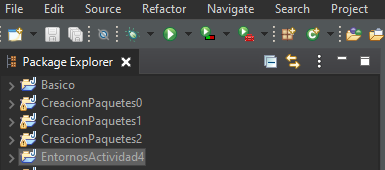 File Edit Source Refactor Navigate Search Project
Package Explorer
Basico
CreacionPaquetes0
CreacionPaquetes1
CreacionPaquetes2
EntornosActividad4